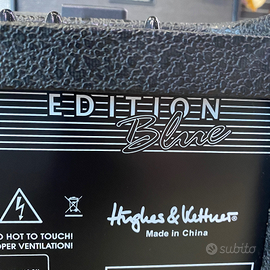 EDITION
Blue
Hughes & Kettner
Made in China
O HOT TO TOUCH!
OPER VENTILATION!
subito